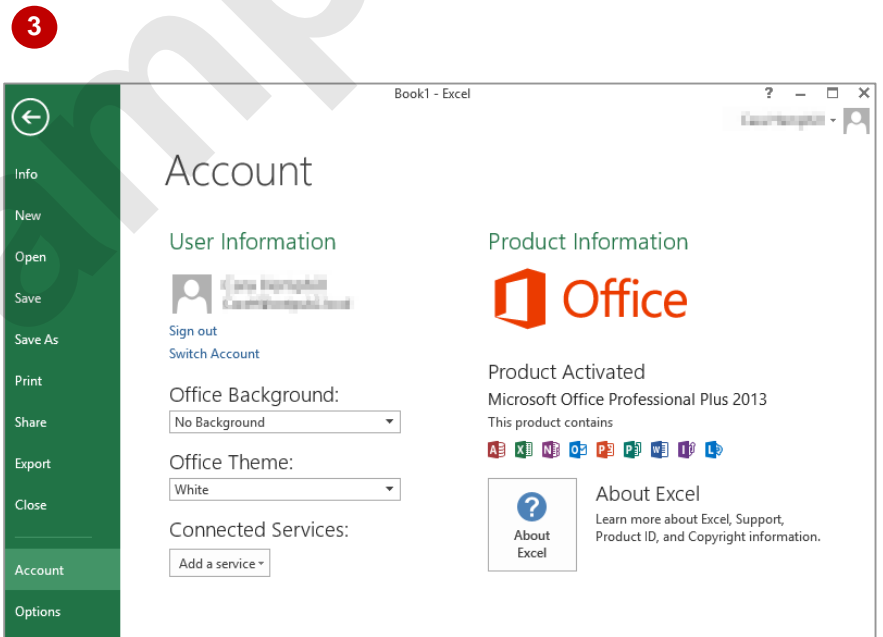 3
Book1 - Excel
?
Info
New
Open
Save
Save As
Print
Share
Export
Close
Account
Options
Account
User Information
Sign out
Switch Account
Office Background:
No Background
Office Theme:
White
Connected Services:
Add a service
Product Information
Office
Product Activated
Microsoft Office Professional Plus 2013
This product contains
A X N O P P W I L
About
Excel
About Excel
Learn more about Excel, Support,
Product ID, and Copyright information.